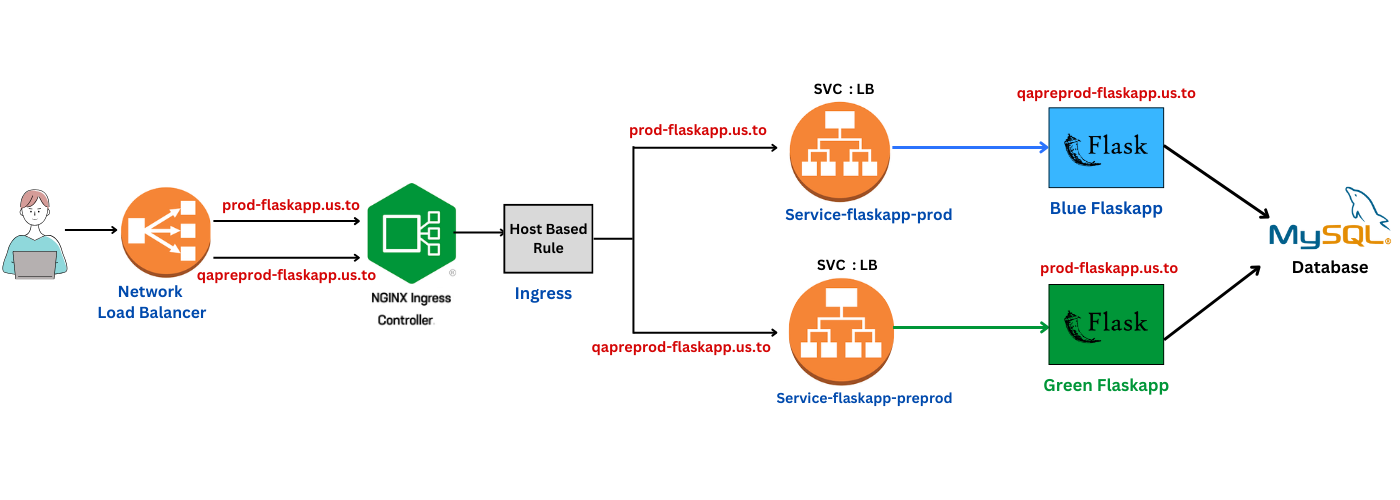 prod-flaskapp.us.to
qapreprod-flaskapp.us.to
Network
Load Balancer
®
NGINX Ingress
Controller.
Host Based
Rule
Ingress
prod-flaskapp.us.to
qapreprod-flaskapp.us.to
SVC : LB
Service-flaskapp-prod
SVC : LB
Service-flaskapp-preprod
qapreprod-flaskapp.us.to
Flask
Blue Flaskapp
prod-flaskapp.us.to
Flask
Green Flaskapp
MySQL®
Database